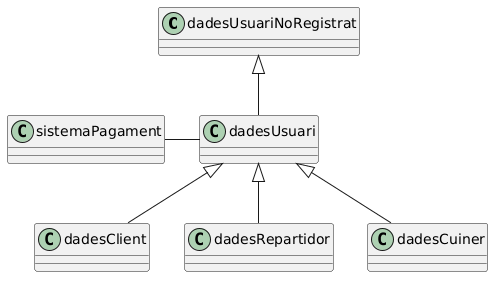 C dadesUsuariNoRegistrat
C sistemaPagament
C dadesUsuari
C dadesClient
C dadesRepartidor
C dadesCuiner